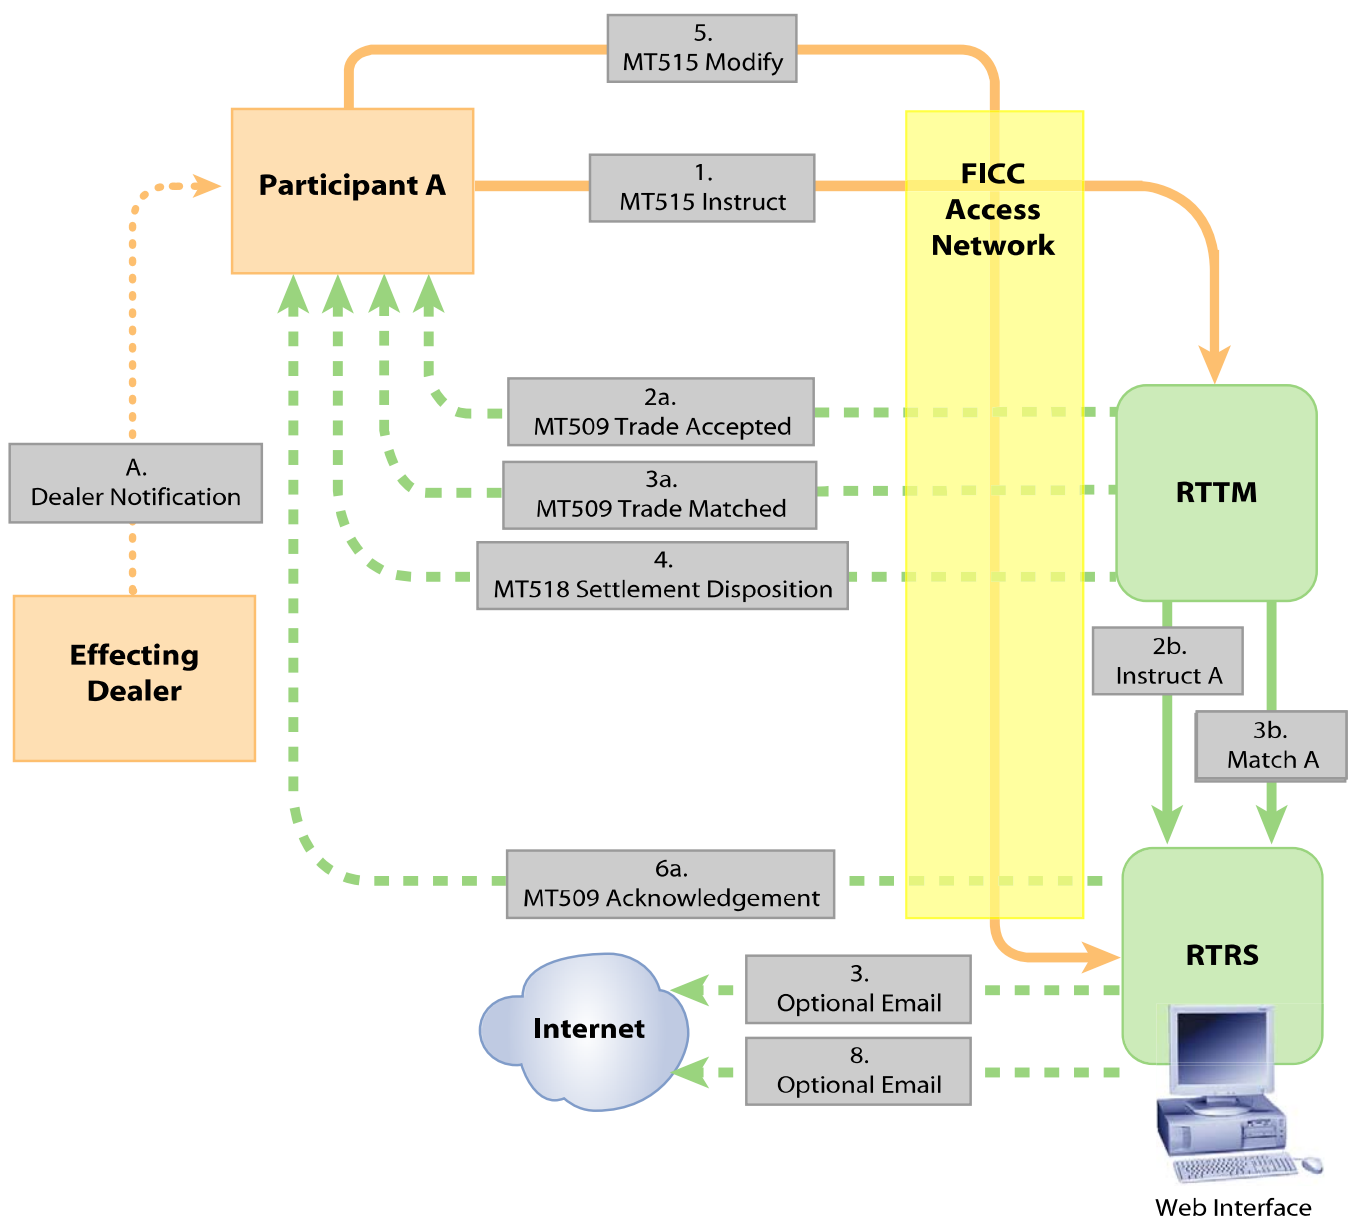 5.
MT515 Modify
Participant A
1.
MT515 Instruct
FICC
Access
Network
2a.
MT509 Trade Accepted
A.
Dealer Notification
3a.
MT509 Trade Matched
RTTM
4.
MT518 Settlement Disposition
Effecting
Dealer
2b.
Instruct A
3b.
Match A
6a.
MT509 Acknowledgement
RTRS
3.
Optional Email
Internet
8.
Optional Email
Web Interface